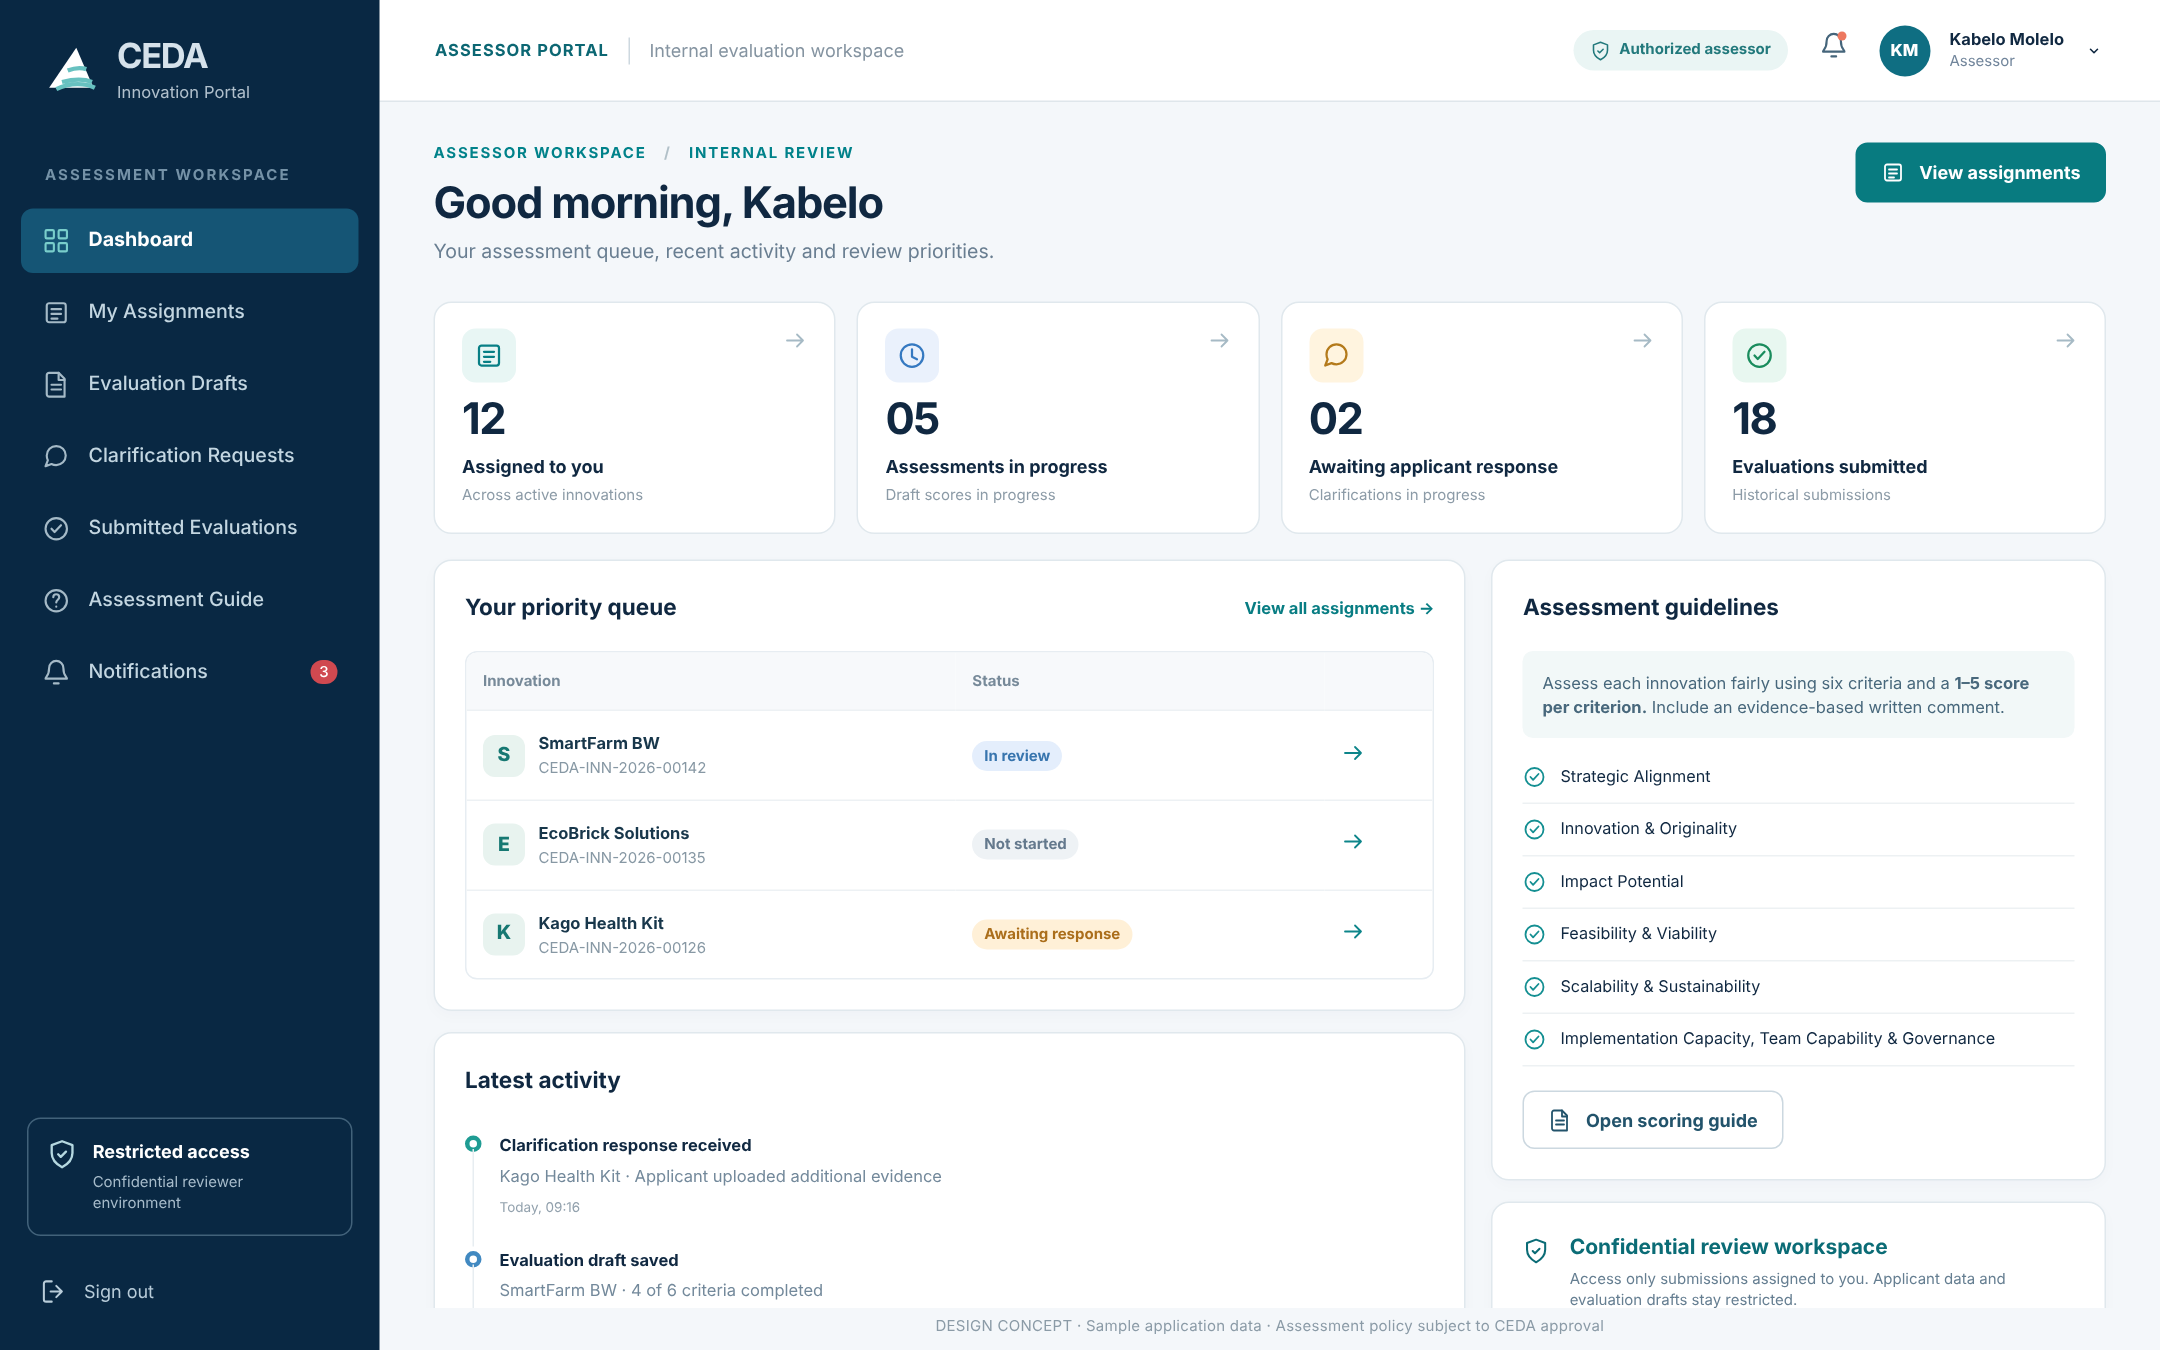 CEDA
Innovation Portal
ASSESSMENT WORKSPACE
Dashboard
My Assignments
Evaluation Drafts
Clarification Requests
Submitted Evaluations
Assessment Guide
Notifications
3
Restricted access
Confidential reviewer
environment
Sign out
ASSESSOR PORTAL
Internal evaluation workspace
Authorized assessor
KM
Kabelo Molelo
Assessor
ASSESSOR WORKSPACE / INTERNAL REVIEW
Good morning, Kabelo
Your assessment queue, recent activity and review priorities.
View assignments
12
Assigned to you
Across active innovations
05
Assessments in progress
Draft scores in progress
02
Awaiting applicant response
Clarifications in progress
18
Evaluations submitted
Historical submissions
Your priority queue
View all assignments →
Innovation
Status
S
SmartFarm BW
CEDA-INN-2026-00142
In review
E
EcoBrick Solutions
CEDA-INN-2026-00135
Not started
K
Kago Health Kit
CEDA-INN-2026-00126
Awaiting response
Latest activity
Clarification response received
Kago Health Kit · Applicant uploaded additional evidence
Today, 09:16
Evaluation draft saved
SmartFarm BW · 4 of 6 criteria completed
Assessment guidelines
Assess each innovation fairly using six criteria and a 1–5 score
per criterion. Include an evidence-based written comment.
Strategic Alignment
Innovation & Originality
Impact Potential
Feasibility & Viability
Scalability & Sustainability
Implementation Capacity, Team Capability & Governance
Open scoring guide
Confidential review workspace
Access only submissions assigned to you. Applicant data and
evaluation drafts stay restricted.
DESIGN CONCEPT · Sample application data · Assessment policy subject to CEDA approval